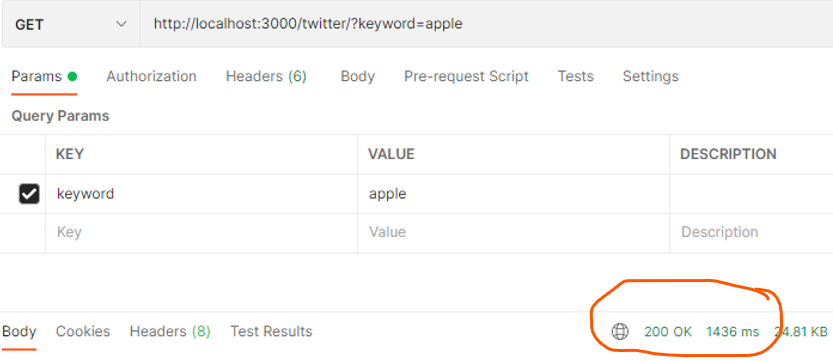 GET http://localhost:3000/twitter/?keyword=apple
Params Authorization Headers (6) Body Pre-request Script Tests Settings
Query Params
KEY VALUE DESCRIPTION
keyword apple
Key Value Description
Body Cookies Headers (8) Test Results 200 OK 1436 ms 24.81 KB